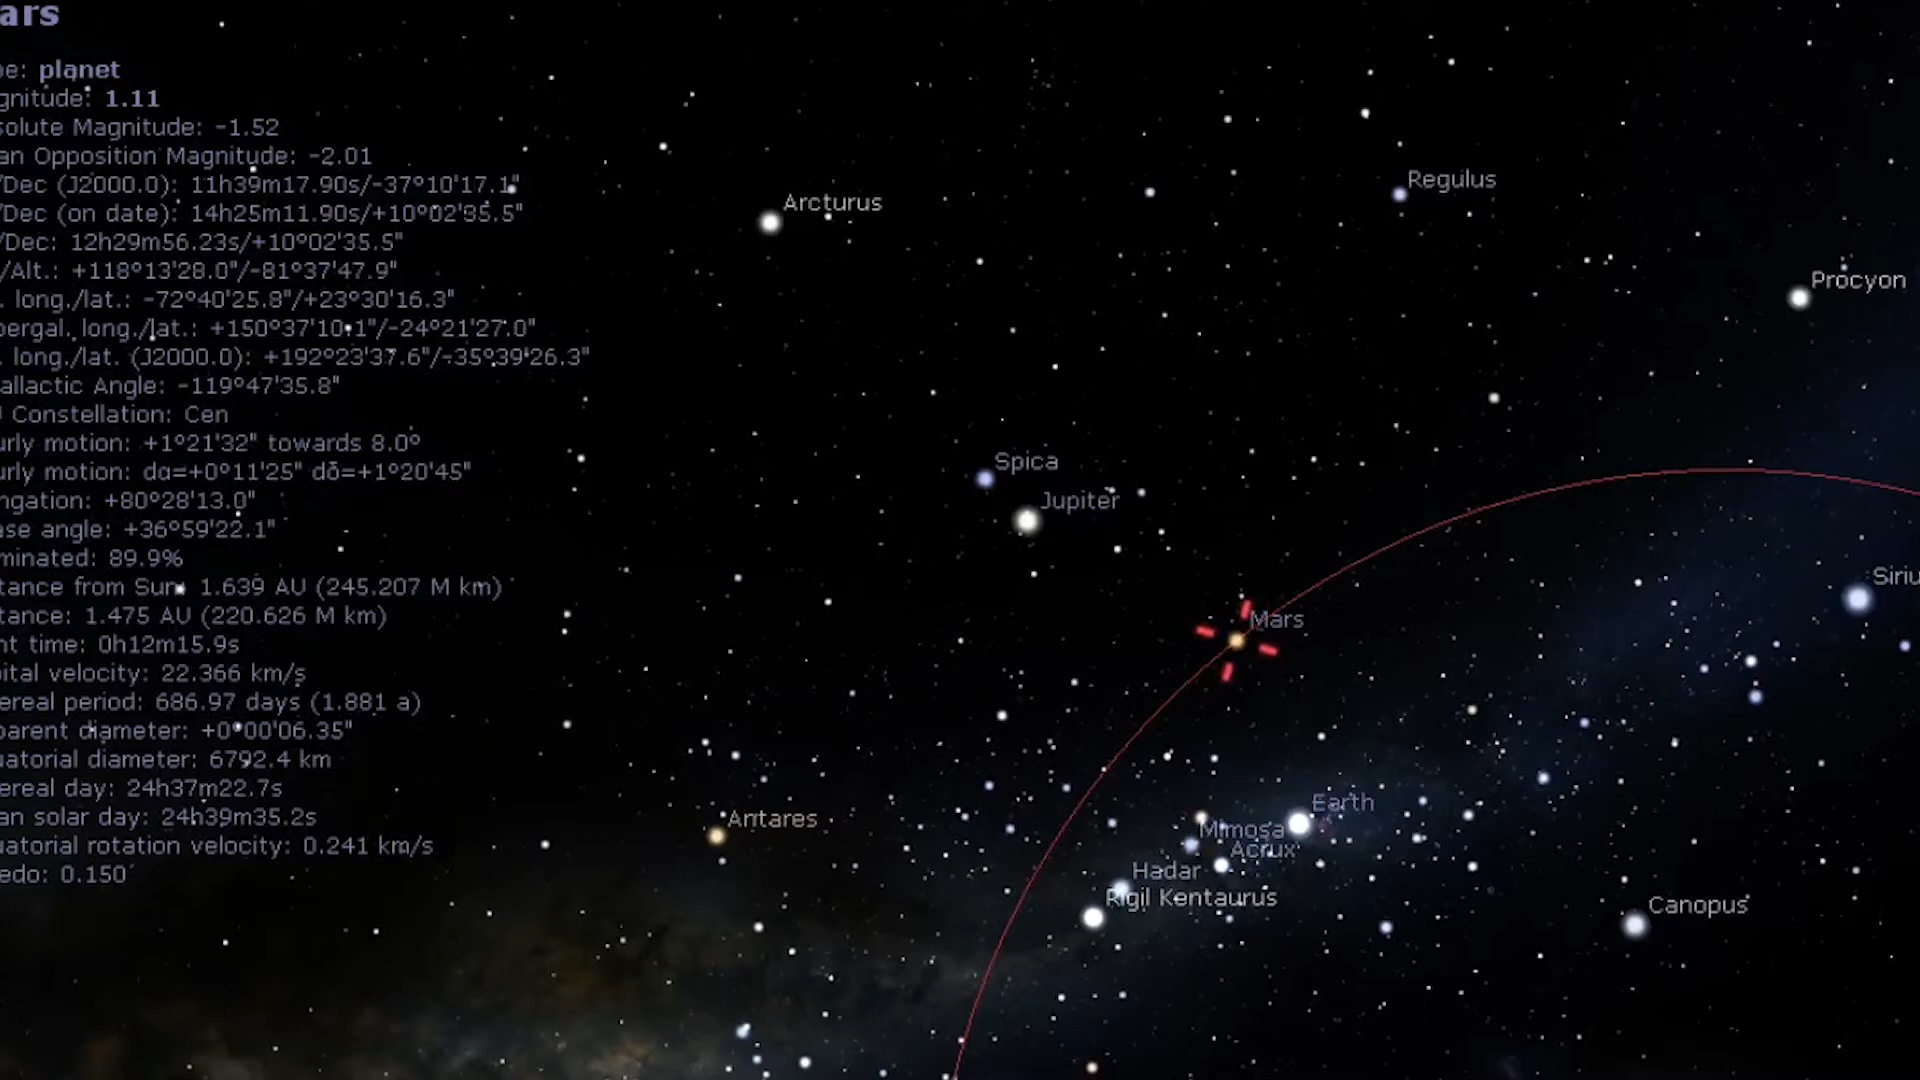 ars
pe: planet
gnitude: 1.11
solute Magnitude: -1.52
an Opposition Magnitude: -2.01
/Dec (J2000.0): 11h39m17.90s/-37°10'17.1"
/Dec (on date): 14h25m11.90s/+10°02'35.5"
/Dec: 12h29m56.23s/+10°02'35.5"
/Alt.: +118°13'28.0"/-81°37'47.9"
. long./lat.: -72°40'25.8"/+23°30'16.3"
pergal. long./lat.: +150°37'10.1"/-24°21'27.0"
. long./lat. (J2000.0): +192°23'37.6"/-35°39'26.3"
allactic Angle: -119°47'35.8"
Constellation: Cen
urly motion: +1°21'32" towards 8.0°
urly motion: dα=+0°11'25" dδ=+1°20'45"
ngation: +80°28'13.0"
ase angle: +36°59'22.1"
minated: 89.9%
tance from Sun: 1.639 AU (245.207 M km)
tance: 1.475 AU (220.626 M km)
ht time: 0h12m15.9s
bital velocity: 22.366 km/s
ereal period: 686.97 days (1.881 a)
parent diameter: +0°00'06.35"
uatorial diameter: 6792.4 km
ereal day: 24h37m22.7s
an solar day: 24h39m35.2s
uatorial rotation velocity: 0.241 km/s
edo: 0.150
Regulus
Arcturus
Procyon
Spica
Jupiter
Siriu
Mars
Earth
Antares
Mimosa
Acrux
Hadar
Rigil Kentaurus
Canopus